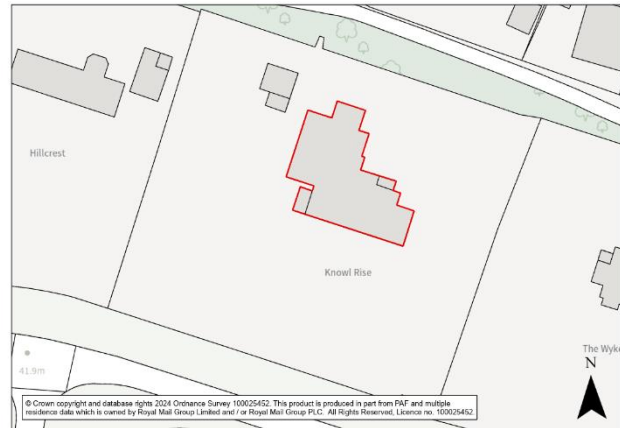 Hillcrest
Knowl Rise
The Wyke
41.9m
N
© Crown copyright and database rights 2024 Ordnance Survey 100025452. This product is produced in part from PAF and multiple
residence data which is owned by Royal Mail Group Limited and / or Royal Mail Group PLC. All Rights Reserved, Licence no. 100025452.